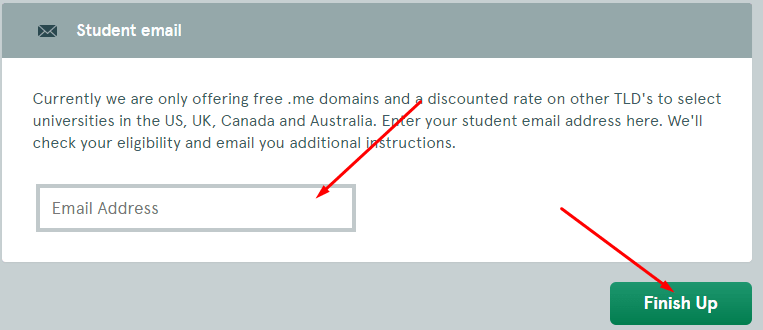 Student email
Currently we are only offering free .me domains and a discounted rate on other TLD's to select
universities in the US, UK, Canada and Australia. Enter your student email address here. We'll
check your eligibility and email you additional instructions.
Email Address
Finish Up